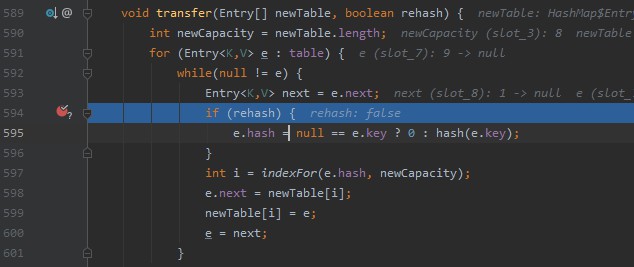 589 @ void transfer(Entry[] newTable, boolean rehash) { newTable: HashMap$Entry
590 int newCapacity = newTable.length; newCapacity (slot_3): 8 newTable
591 for (Entry<K,V> e : table) { e (slot_7): 9 -> null
592 while(null != e) {
593 Entry<K,V> next = e.next; next (slot_8): 1 -> null e (slot_
594 ? if (rehash) { rehash: false
595 e.hash = null == e.key ? 0 : hash(e.key);
596 }
597 int i = indexFor(e.hash, newCapacity);
598 e.next = newTable[i];
599 newTable[i] = e;
600 e = next;
601 }